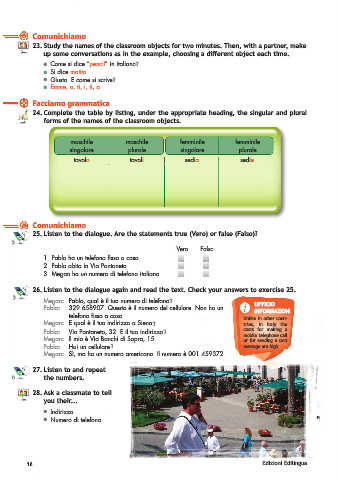 Comunichiamo
23. Study the names of the classroom objects for two minutes. Then, with a partner, make
up some conversations as in the example, choosing a different object each time.
Come si dice "pencil" in italiano?
Si dice matita
Giusto E come si scrive?
Emme, a, ti, i, ti, a
Facciamo grammatica
24. Complete the table by listing, under the appropriate heading, the singular and plural
forms of the names of the classroom objects.
maschile maschile femminile femminile
singolare plurale singolare plurale
tavolo tavoli sedia sedie
Comunichiamo
25. Listen to the dialogue. Are the statements true (Vero) or false (Falso)?
Vero Falso
1 Pablo ha un telefono fisso a casa
2 Pablo abita in Via Pantaneto
3 Megan ha un numero di telefono italiano
26. Listen to the dialogue again and read the text. Check your answers to exercise 25.
Megan: Pablo, qual è il tuo numero di telefono?
Pablo: 329 658907 Questo è il numero del cellulare Non ho un
telefono fisso a casa
Megan: E qual è il tuo indirizzo a Siena?
Pablo: Via Pantaneto, 32 E il tuo indirizzo?
Megan: Il mio è Via Banchi di Sopra, 15
Pablo: Hai un cellulare?
Megan: Sì, ma ho un numero americano Il numero è 001 459372
UFFICIO
INFORMAZIONI
Unlike in other coun-
tries, in Italy the
costs for making a
mobile telephone call
or for sending a text
message are high
27. Listen to and repeat
the numbers.
28. Ask a classmate to tell
you their...
Indirizzo
Numero di telefono
18
Edizioni Edilingua